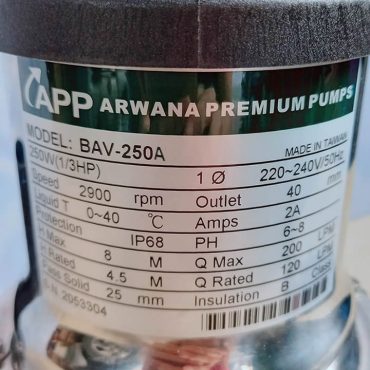 APP ARWANA PREMIUM PUMPS
MODEL: BAV-250A MADE IN TAIWAN
250W(1/3HP) 1 Ø 220~240V/50Hz
Speed 2900 rpm Outlet 40 mm
Liquid T 0~40 °C Amps 2A
Protection IP68 PH 6~8
H Max 8 M Q Max 200 LPM
H Rated 4.5 M Q Rated 120 LPM
Pass Solid 25 mm Insulation B Class
S.N. 2053304